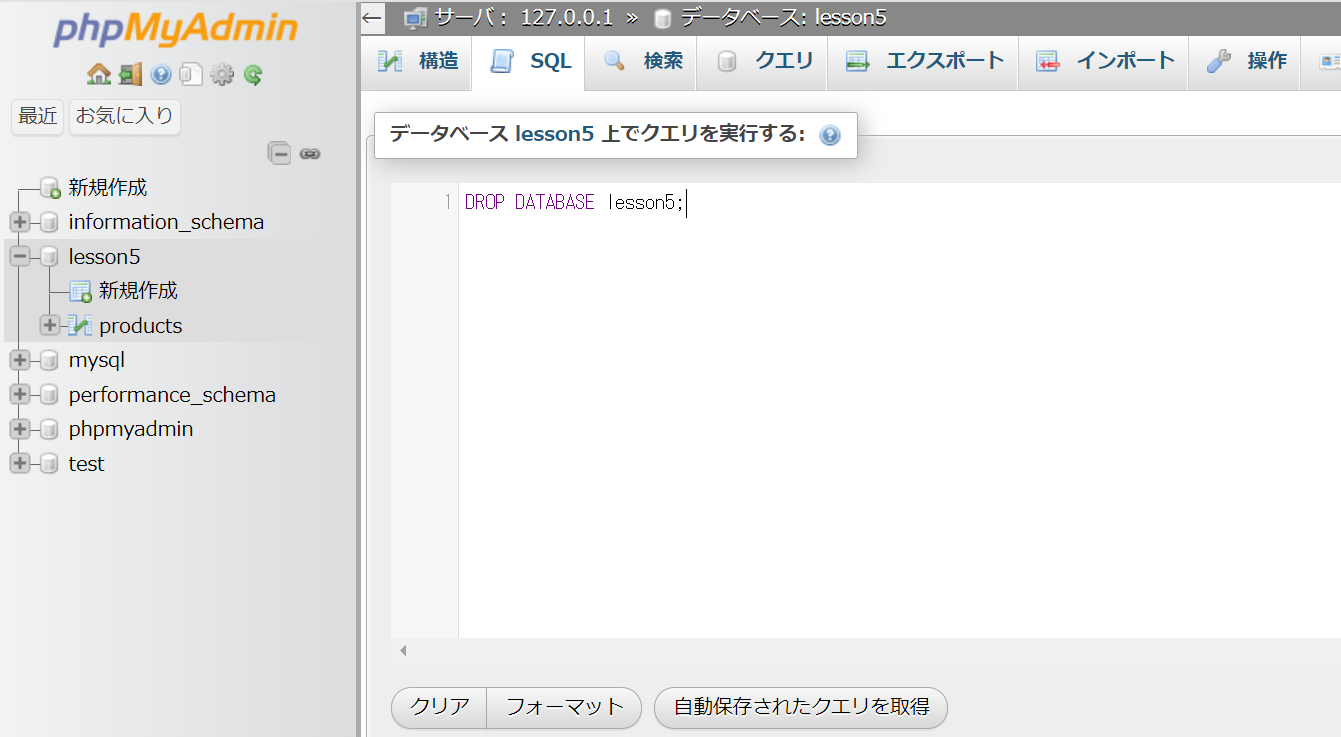 phpMyAdmin
最近 お気に入り
新規作成
information_schema
lesson5
新規作成
products
mysql
performance_schema
phpmyadmin
test
← サーバ: 127.0.0.1 » データベース: lesson5
構造 SQL 検索 クエリ エクスポート インポート 操作
データベース lesson5 上でクエリを実行する:
1 DROP DATABASE lesson5;
クリア フォーマット 自動保存されたクエリを取得